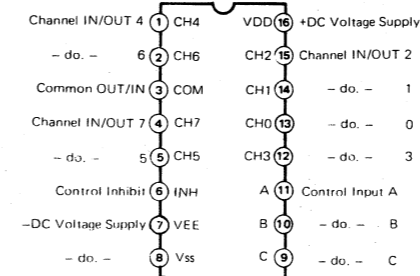 Channel IN/OUT 4 1 CH4 VDD 16 +DC Voltage Supply
– do. – 6 2 CH6 CH2 15 Channel IN/OUT 2
Common OUT/IN 3 COM CH1 14 – do. – 1
Channel IN/OUT 7 4 CH7 CH0 13 – do. – 0
– do. – 5 5 CH5 CH3 12 – do. – 3
Control Inhibit 6 INH A 11 Control Input A
–DC Voltage Supply 7 VEE B 10 – do. – B
– do. – 8 Vss C 9 – do. – C